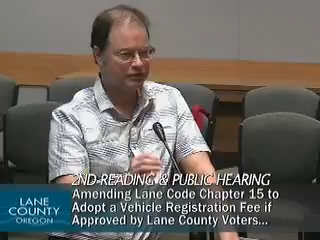 2ND READING & PUBLIC HEARING
Amending Lane Code Chapter 15 to
Adopt a Vehicle Registration Fee if
Approved by Lane County Voters...
LANE
COUNTY
OREGON